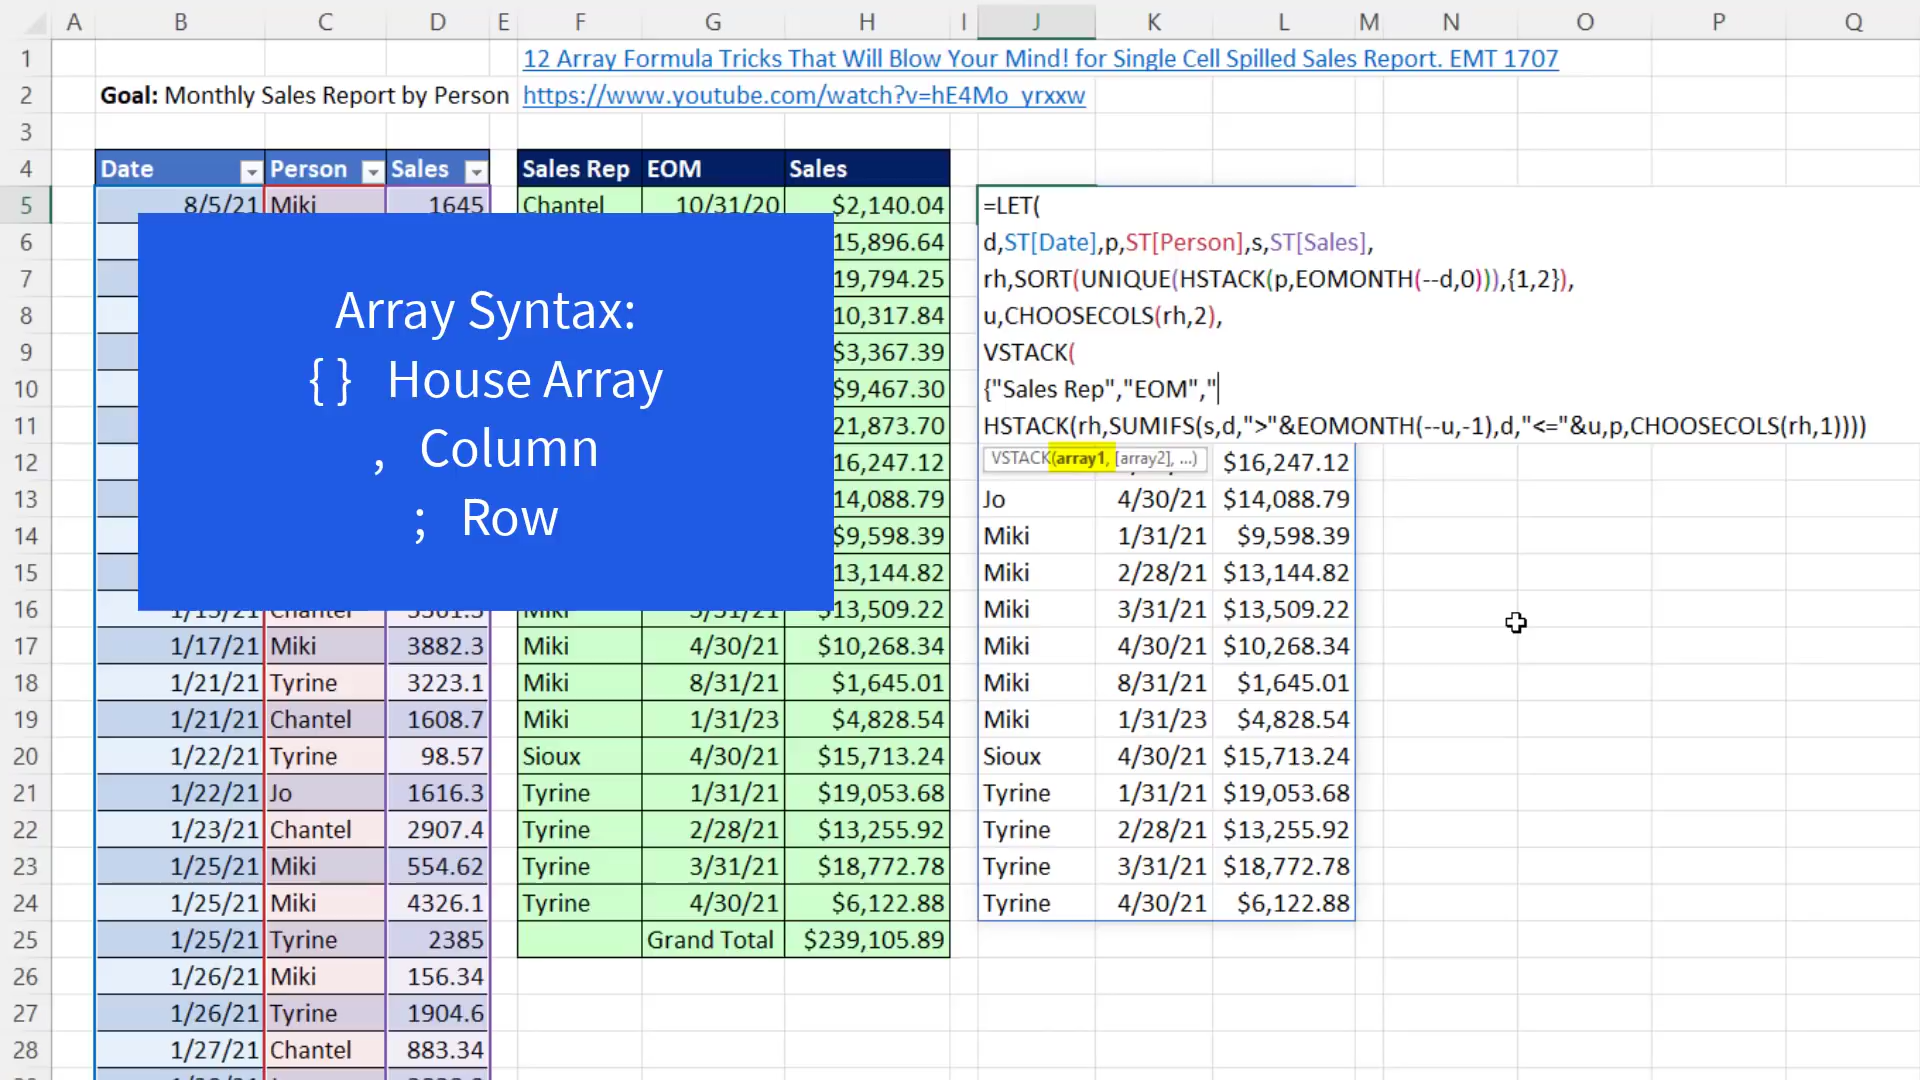 A B C D E F G H I J K L M N O P Q
1 12 Array Formula Tricks That Will Blow Your Mind! for Single Cell Spilled Sales Report. EMT 1707
2 Goal: Monthly Sales Report by Person https://www.youtube.com/watch?v=hE4Mo_yrxxw
3
4 Date Person Sales Sales Rep EOM Sales
5 8/5/21 Miki 1645 Chantel 10/31/20 $2,140.04 =LET(
6 15,896.64 d,ST[Date],p,ST[Person],s,ST[Sales],
7 19,794.25 rh,SORT(UNIQUE(HSTACK(p,EOMONTH(--d,0))),{1,2}),
8 10,317.84 u,CHOOSECOLS(rh,2),
9 $3,367.39 VSTACK(
10 $9,467.30 {"Sales Rep","EOM","
11 21,873.70 HSTACK(rh,SUMIFS(s,d,">"&EOMONTH(--u,-1),d,"<="&u,p,CHOOSECOLS(rh,1))))
Array Syntax:
{ } House Array
, Column
; Row
12 16,247.12 VSTACK(array1, [array2], ...) $16,247.12
13 14,088.79 Jo 4/30/21 $14,088.79
14 $9,598.39 Miki 1/31/21 $9,598.39
15 13,144.82 Miki 2/28/21 $13,144.82
16 1/15/21 Chantel Miki 3/31/21 $13,509.22 Miki 3/31/21 $13,509.22
17 1/17/21 Miki 3882.3 Miki 4/30/21 $10,268.34 Miki 4/30/21 $10,268.34
18 1/21/21 Tyrine 3223.1 Miki 8/31/21 $1,645.01 Miki 8/31/21 $1,645.01
19 1/21/21 Chantel 1608.7 Miki 1/31/23 $4,828.54 Miki 1/31/23 $4,828.54
20 1/22/21 Tyrine 98.57 Sioux 4/30/21 $15,713.24 Sioux 4/30/21 $15,713.24
21 1/22/21 Jo 1616.3 Tyrine 1/31/21 $19,053.68 Tyrine 1/31/21 $19,053.68
22 1/23/21 Chantel 2907.4 Tyrine 2/28/21 $13,255.92 Tyrine 2/28/21 $13,255.92
23 1/25/21 Miki 554.62 Tyrine 3/31/21 $18,772.78 Tyrine 3/31/21 $18,772.78
24 1/25/21 Miki 4326.1 Tyrine 4/30/21 $6,122.88 Tyrine 4/30/21 $6,122.88
25 1/25/21 Tyrine 2385 Grand Total $239,105.89
26 1/26/21 Miki 156.34
27 1/26/21 Tyrine 1904.6
28 1/27/21 Chantel 883.34